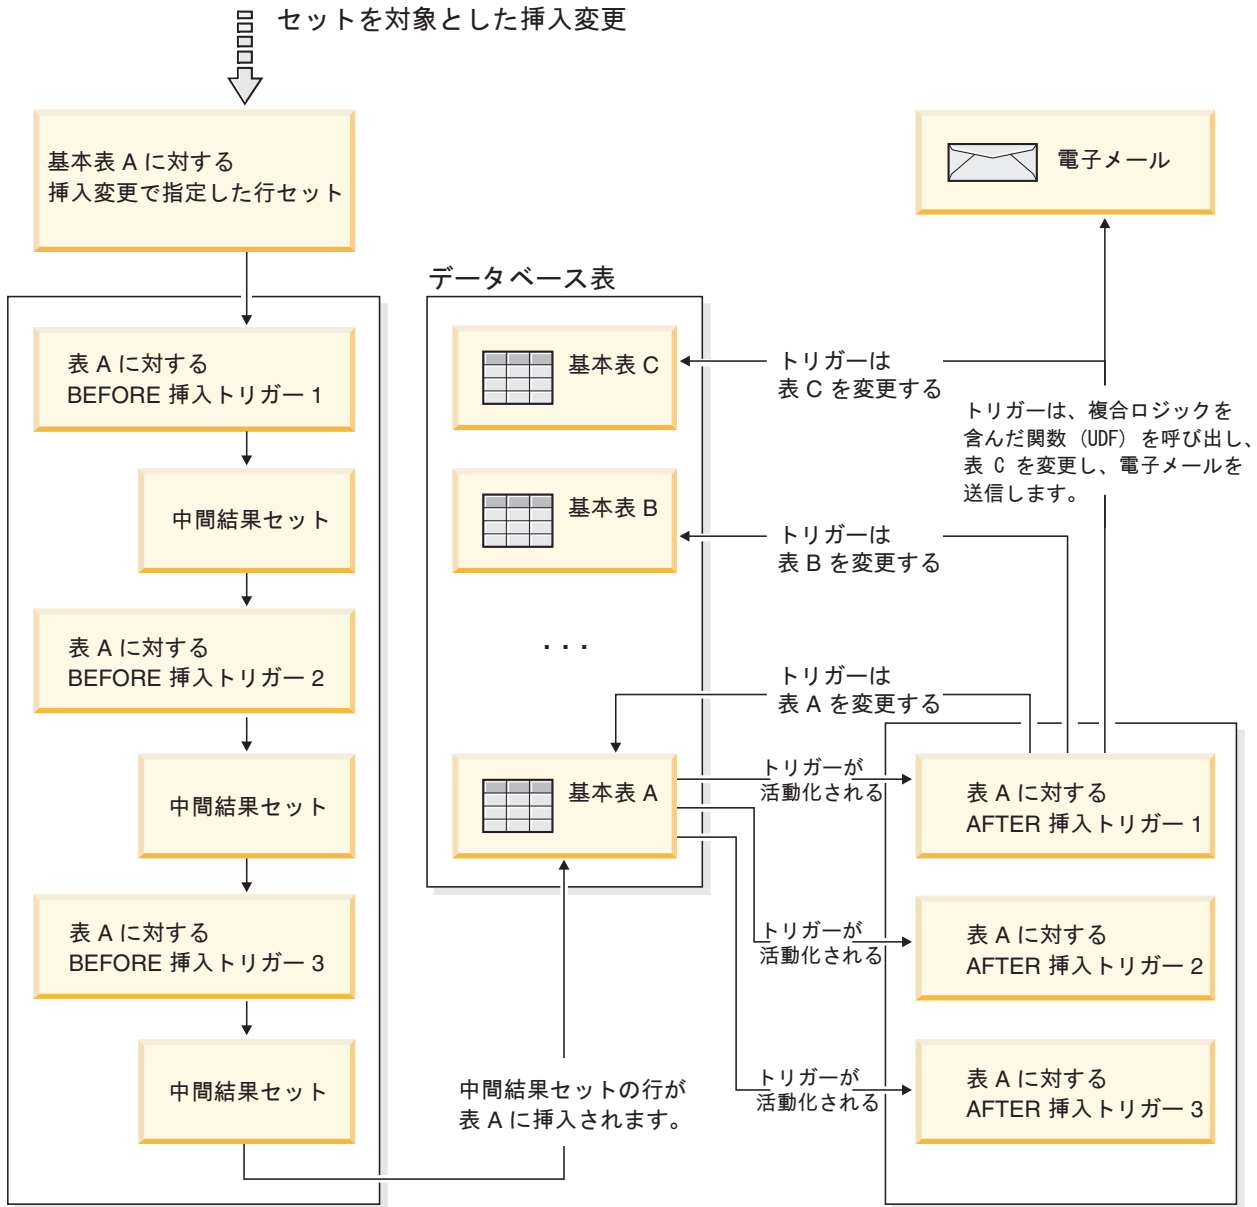 セットを対象とした挿入変更
基本表 A に対する
挿入変更で指定した行セット
表 A に対する
BEFORE 挿入トリガー 1
中間結果セット
表 A に対する
BEFORE 挿入トリガー 2
中間結果セット
表 A に対する
BEFORE 挿入トリガー 3
中間結果セット
中間結果セットの行が
表 A に挿入されます。
データベース表
基本表 C
基本表 B
. . .
基本表 A
電子メール
トリガーは
表 C を変更する
トリガーは、複合ロジックを
含んだ関数 (UDF) を呼び出し、
表 C を変更し、電子メールを
送信します。
トリガーは
表 B を変更する
トリガーは
表 A を変更する
トリガーが
活動化される
表 A に対する
AFTER 挿入トリガー 1
トリガーが
活動化される
表 A に対する
AFTER 挿入トリガー 2
トリガーが
活動化される
表 A に対する
AFTER 挿入トリガー 3